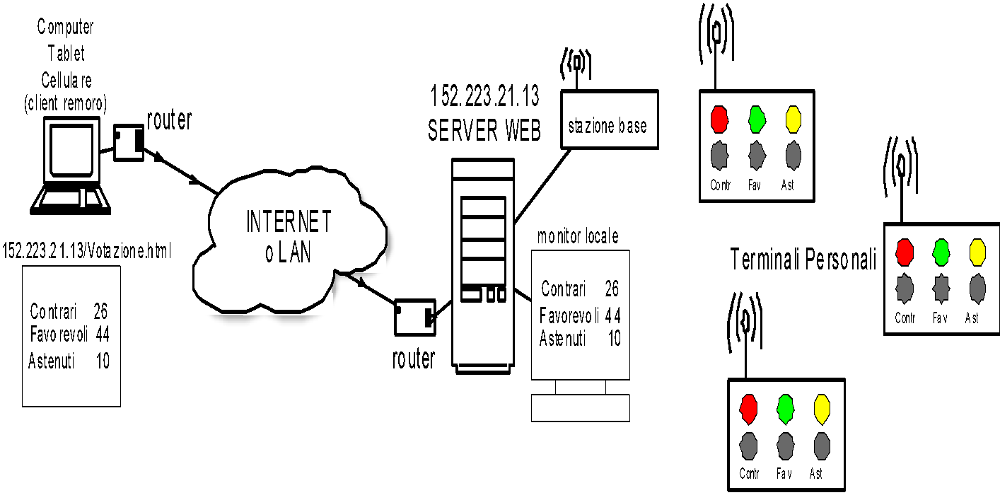 Computer
Tablet
Cellulare
(client remoro)
router
152.223.21.13/Votazione.html
Contrari 26
Favorevoli 44
Astenuti 10
INTERNET
o LAN
router
152.223.21.13
SERVER WEB
stazione base
monitor locale
Contrari 26
Favorevoli 44
Astenuti 10
Contr Fav Ast
Terminali Personali
Contr Fav Ast
Contr Fav Ast